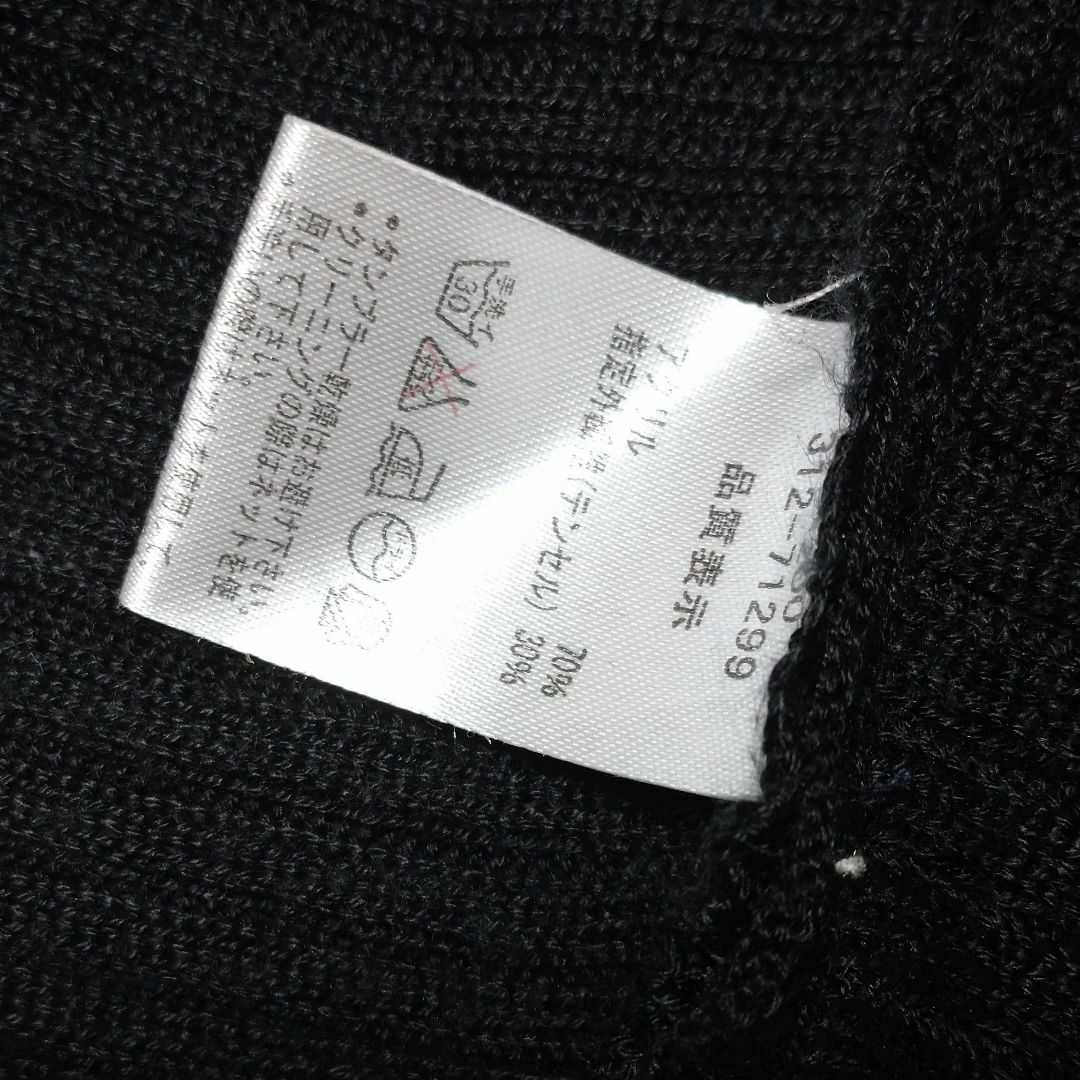 312-71299
品質表示
アクリル 70%
指定外繊維(テンセル) 30%
手洗イ
30
・タンブラー乾燥はお避け下さい。
・クリーニングの際はネットを使
用して下さい。